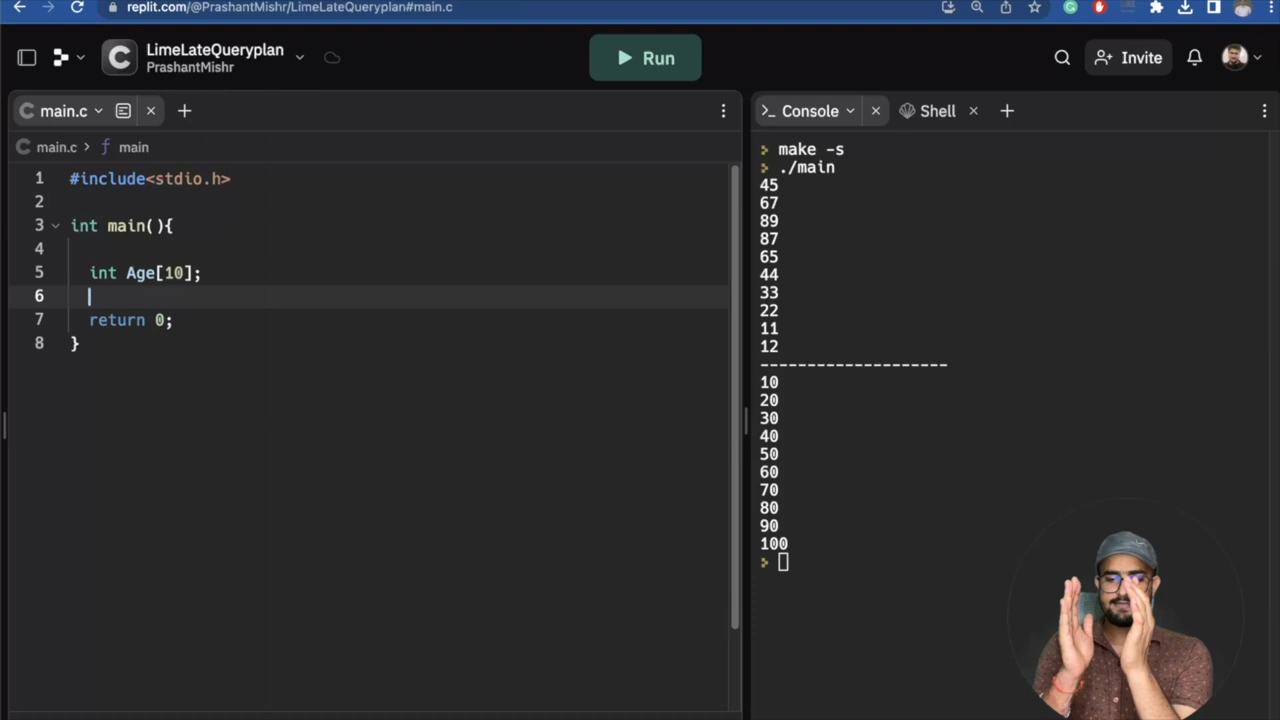 replit.com/@PrashantMishr/LimeLateQueryplan#main.c
LimeLateQueryplan
PrashantMishr
Run
Invite
main.c
Console
Shell
main.c > main
make -s
./main
1 #include<stdio.h>
2
3 int main(){
4
5 int Age[10];
6
7 return 0;
8 }
45
67
89
87
65
44
33
22
11
12
--------------------
10
20
30
40
50
60
70
80
90
100